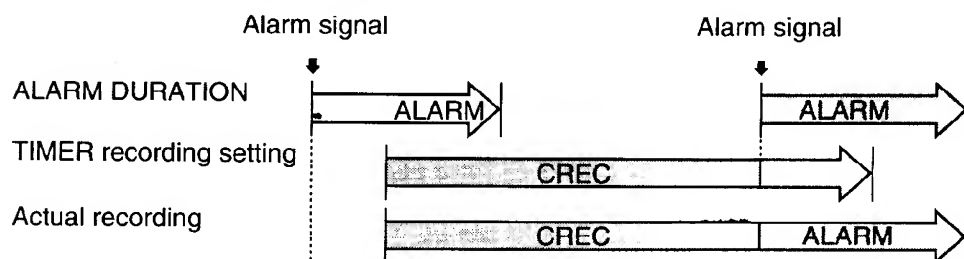 Alarm signal Alarm signal
ALARM DURATION ALARM ALARM
TIMER recording setting CREC
Actual recording CREC ALARM